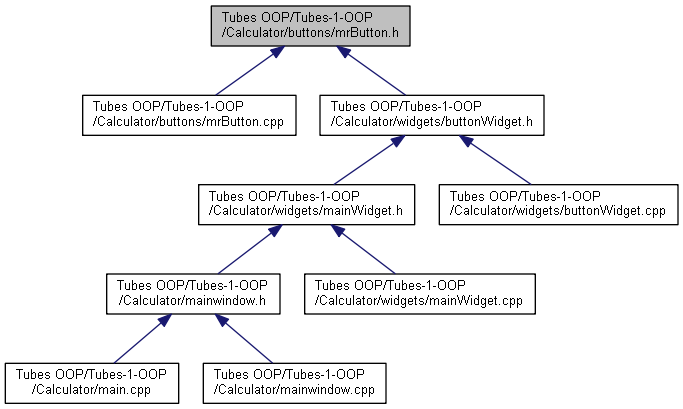 Tubes OOP/Tubes-1-OOP
/Calculator/buttons/mrButton.h
Tubes OOP/Tubes-1-OOP
/Calculator/buttons/mrButton.cpp
Tubes OOP/Tubes-1-OOP
/Calculator/widgets/buttonWidget.h
Tubes OOP/Tubes-1-OOP
/Calculator/widgets/mainWidget.h
Tubes OOP/Tubes-1-OOP
/Calculator/widgets/buttonWidget.cpp
Tubes OOP/Tubes-1-OOP
/Calculator/mainwindow.h
Tubes OOP/Tubes-1-OOP
/Calculator/widgets/mainWidget.cpp
Tubes OOP/Tubes-1-OOP
/Calculator/main.cpp
Tubes OOP/Tubes-1-OOP
/Calculator/mainwindow.cpp